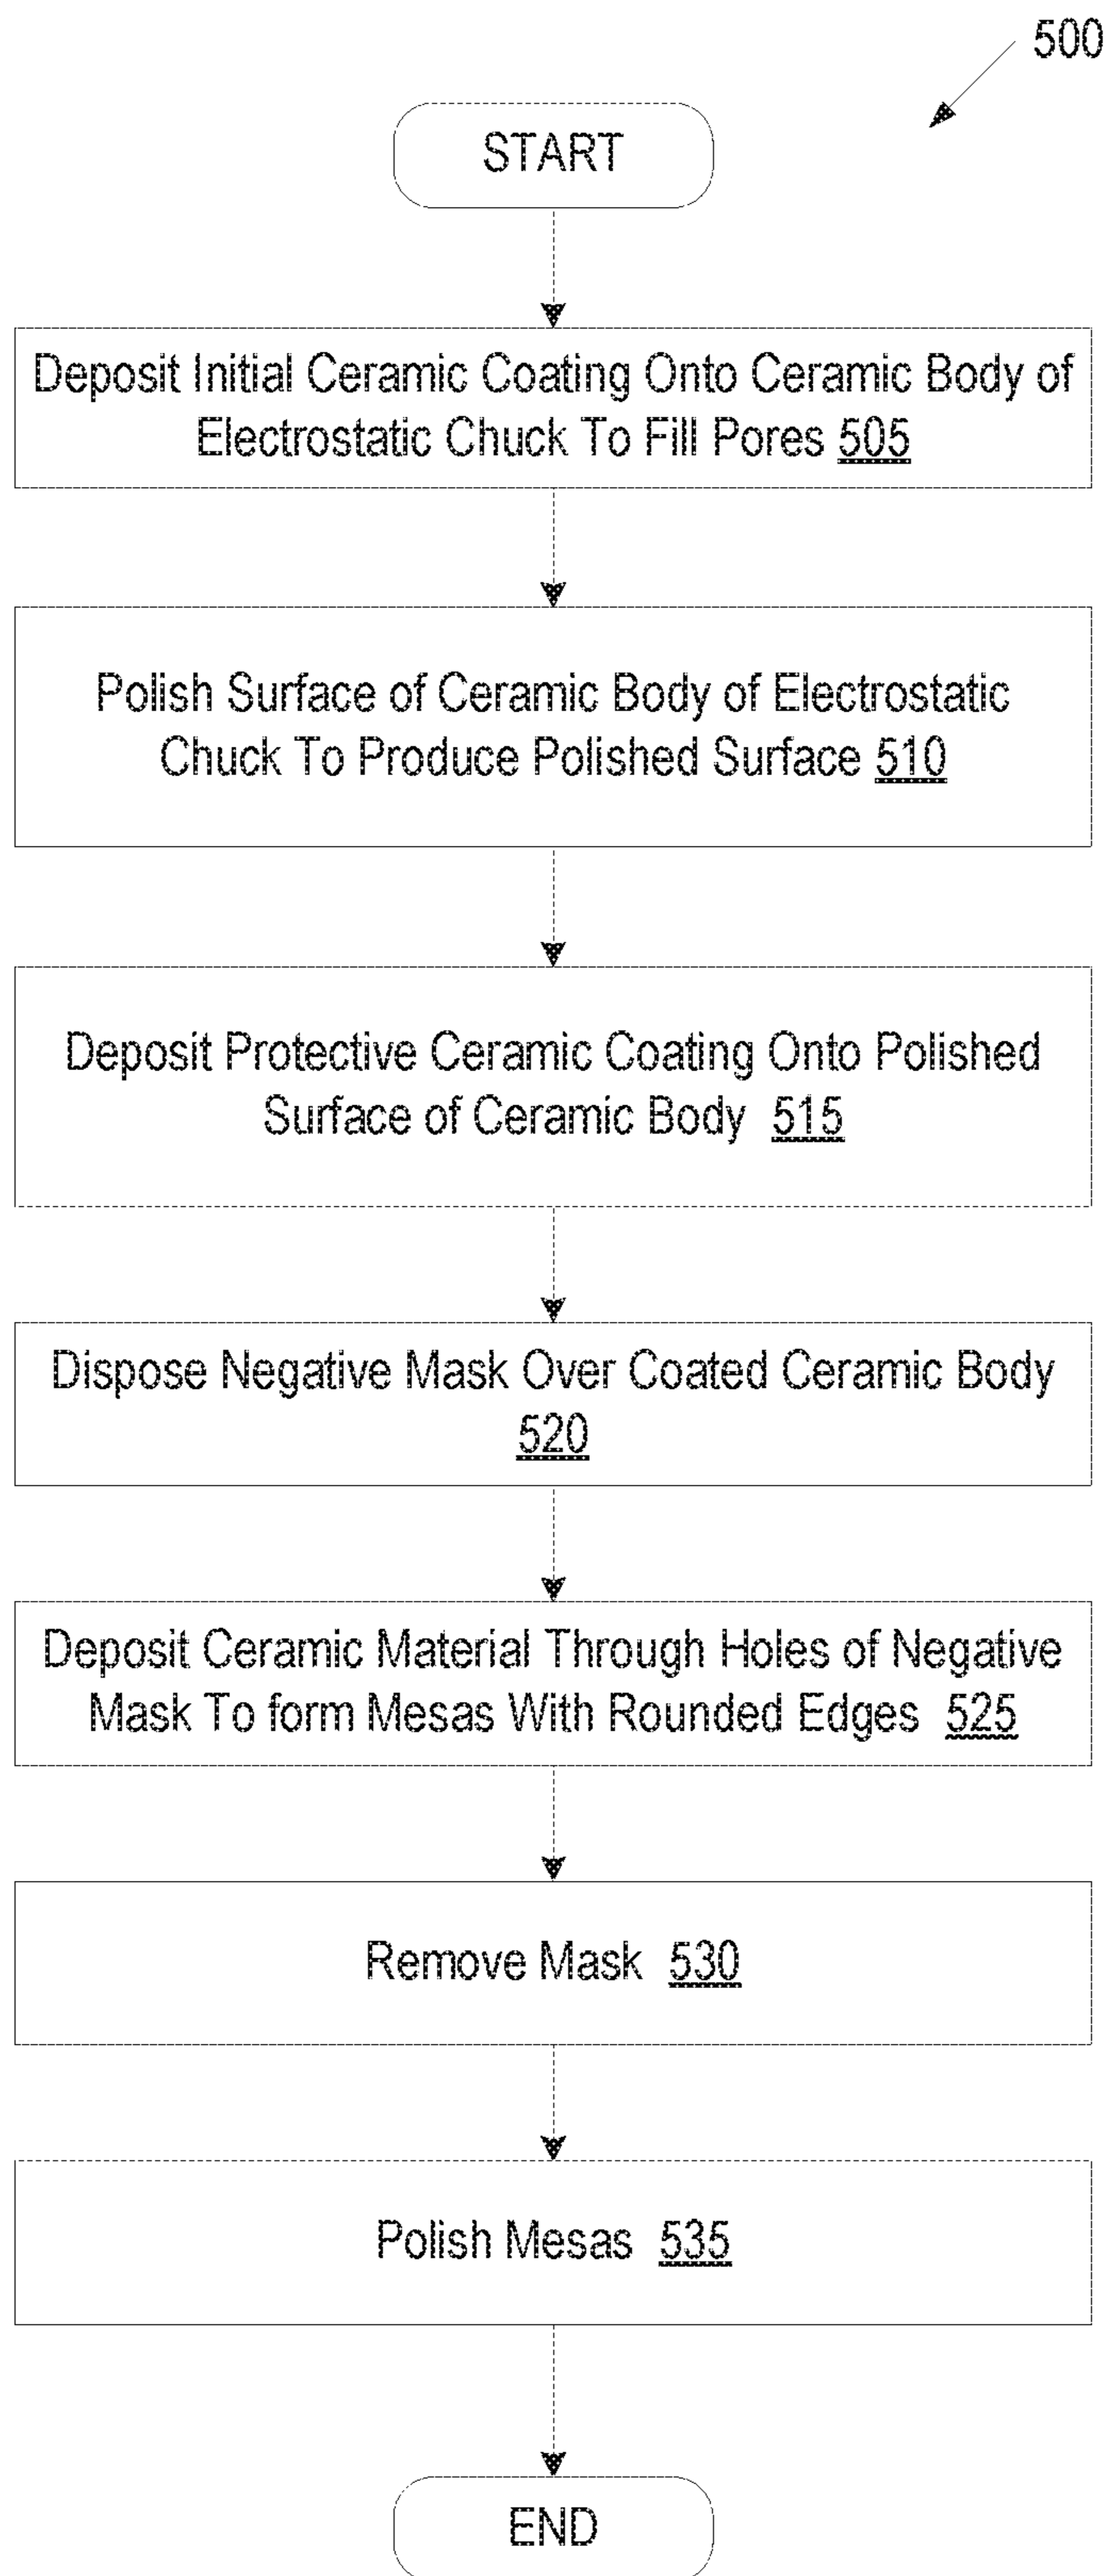 500
START
Deposit Initial Ceramic Coating Onto Ceramic Body of
Electrostatic Chuck To Fill Pores 505
Polish Surface of Ceramic Body of Electrostatic
Chuck To Produce Polished Surface 510
Deposit Protective Ceramic Coating Onto Polished
Surface of Ceramic Body 515
Dispose Negative Mask Over Coated Ceramic Body
520
Deposit Ceramic Material Through Holes of Negative
Mask To form Mesas With Rounded Edges 525
Remove Mask 530
Polish Mesas 535
END